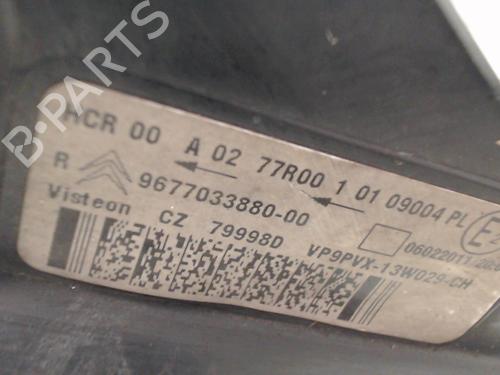 B-PARTS
HCR 00 A 02 77R00 1 01 09004 PL
R 9677033880-00
Visteon CZ 79998D VP9PVX-13W029-CH
06022011